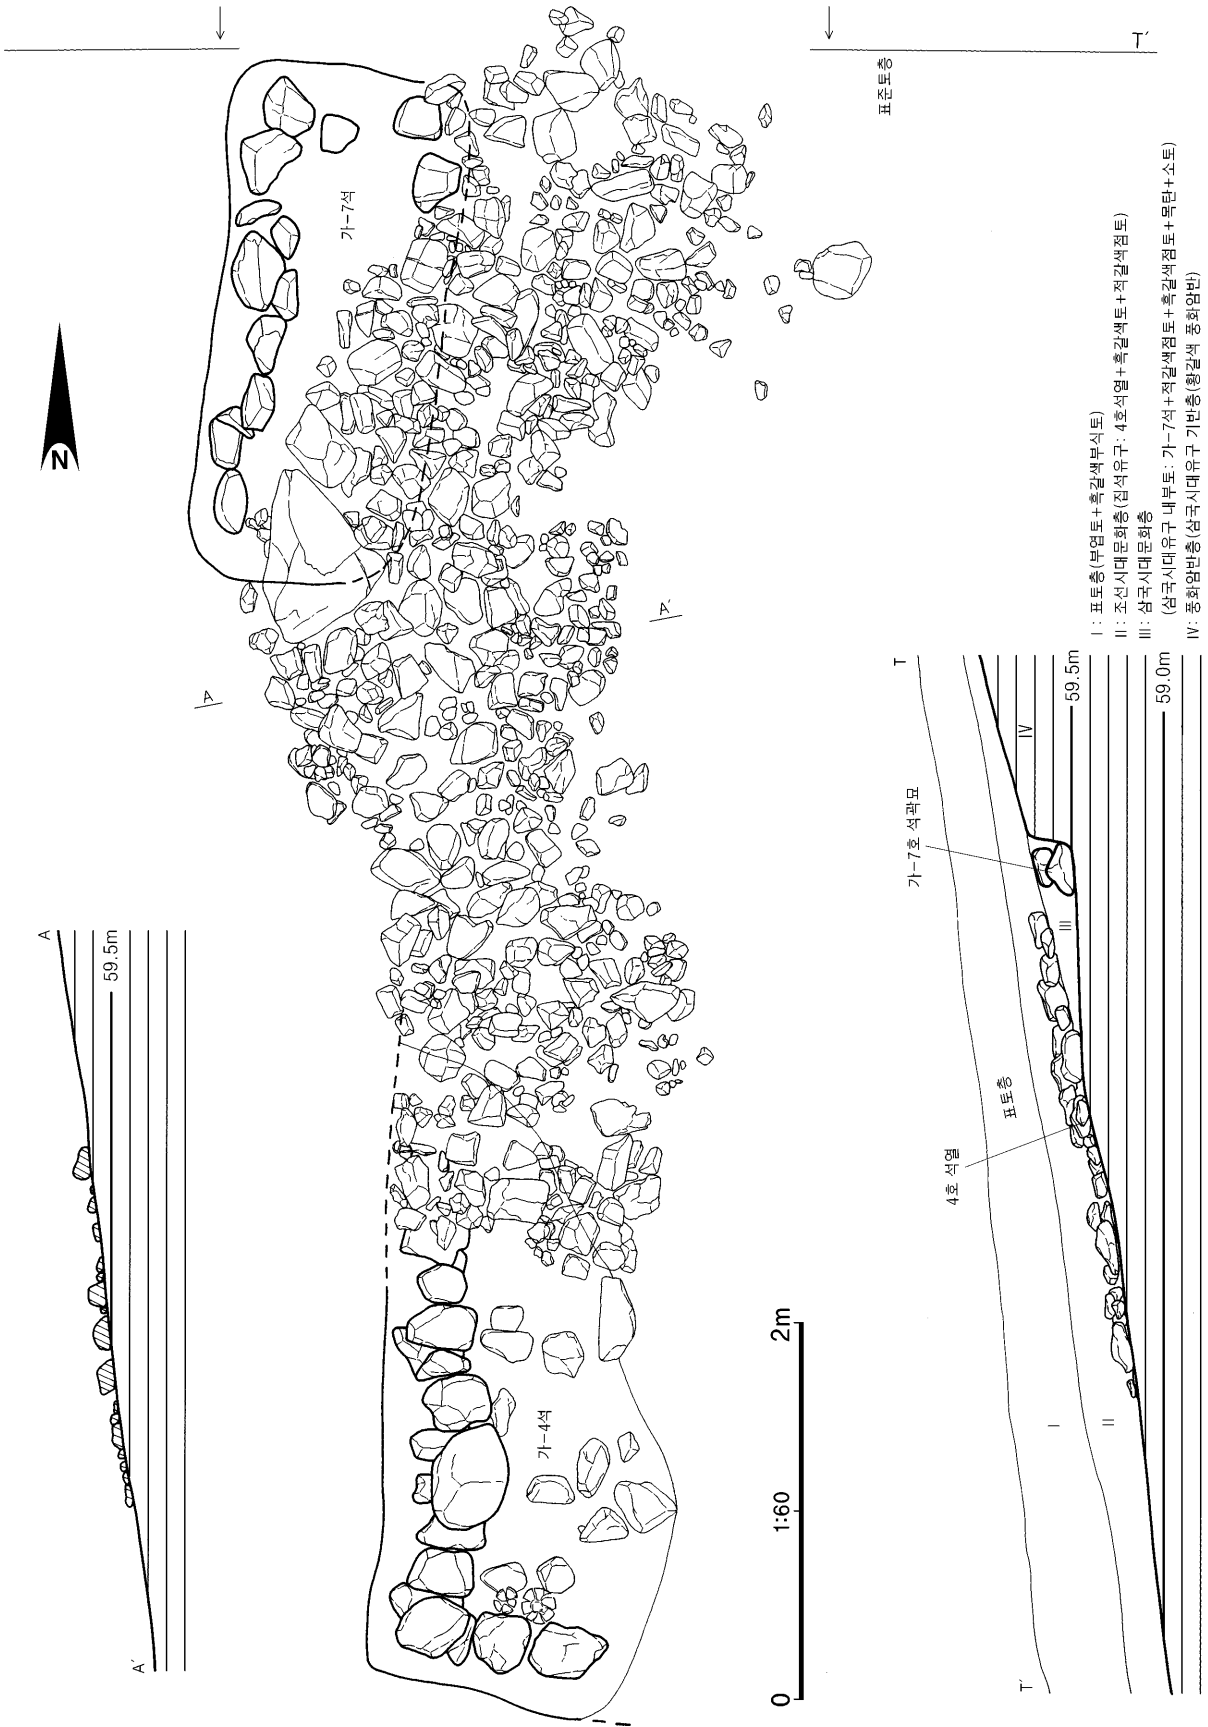 T´
표준토층
가-7석
N
A
A´
가-4석
A
59.5m
A´
0
1:60
2m
Ⅰ: 표토층(부엽토+흑갈색부식토)
Ⅱ: 조선시대문화층(집석유구: 4호석열+흑갈색토+적갈색점토)
Ⅲ: 삼국시대문화층
(삼국시대유구 내부토: 가-7석+적갈색점토+흑갈색점토+목탄+소토)
Ⅳ: 풍화암반층(삼국시대유구 기반층(황갈색 풍화암반)
T
Ⅳ
59.5m
59.0m
가-7호 석곽묘
Ⅲ
표토층
4호 석열
Ⅰ
Ⅱ
T´